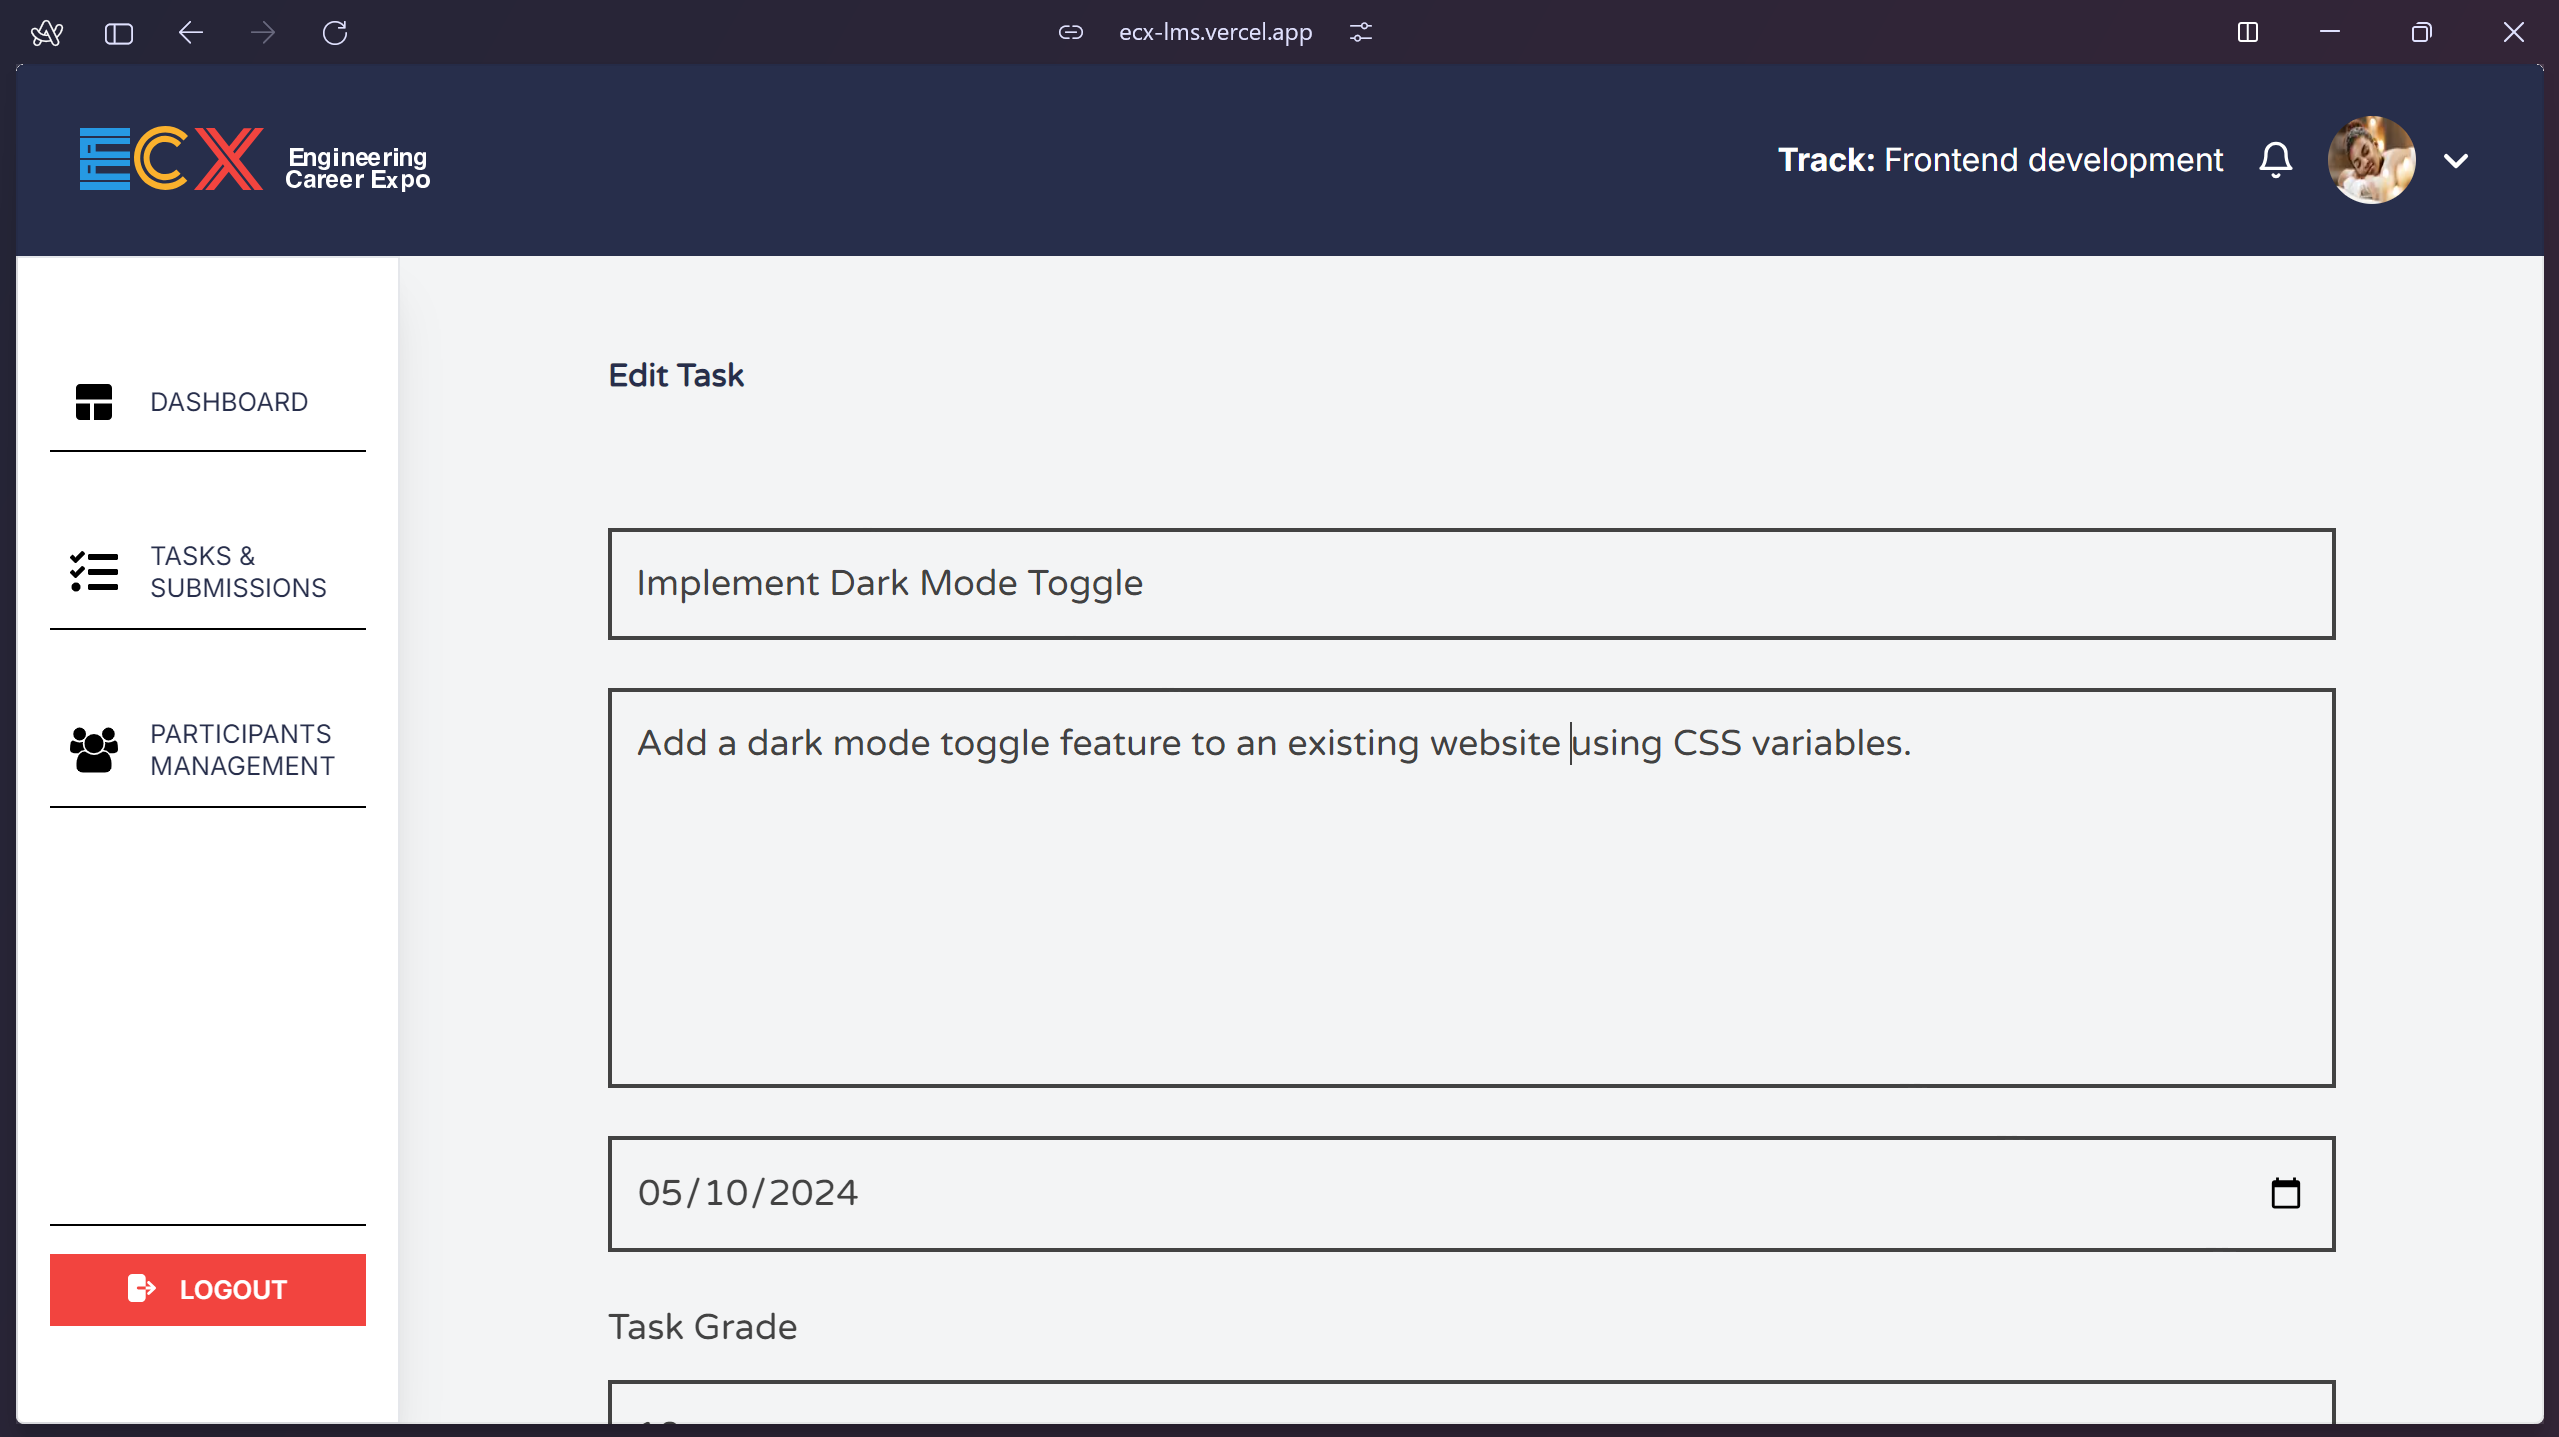 ecx-lms.vercel.app
ECX Engineering
Career Expo
Track: Frontend development
DASHBOARD
TASKS &
SUBMISSIONS
PARTICIPANTS
MANAGEMENT
LOGOUT
Edit Task
Implement Dark Mode Toggle
Add a dark mode toggle feature to an existing website using CSS variables.
05/10/2024
Task Grade